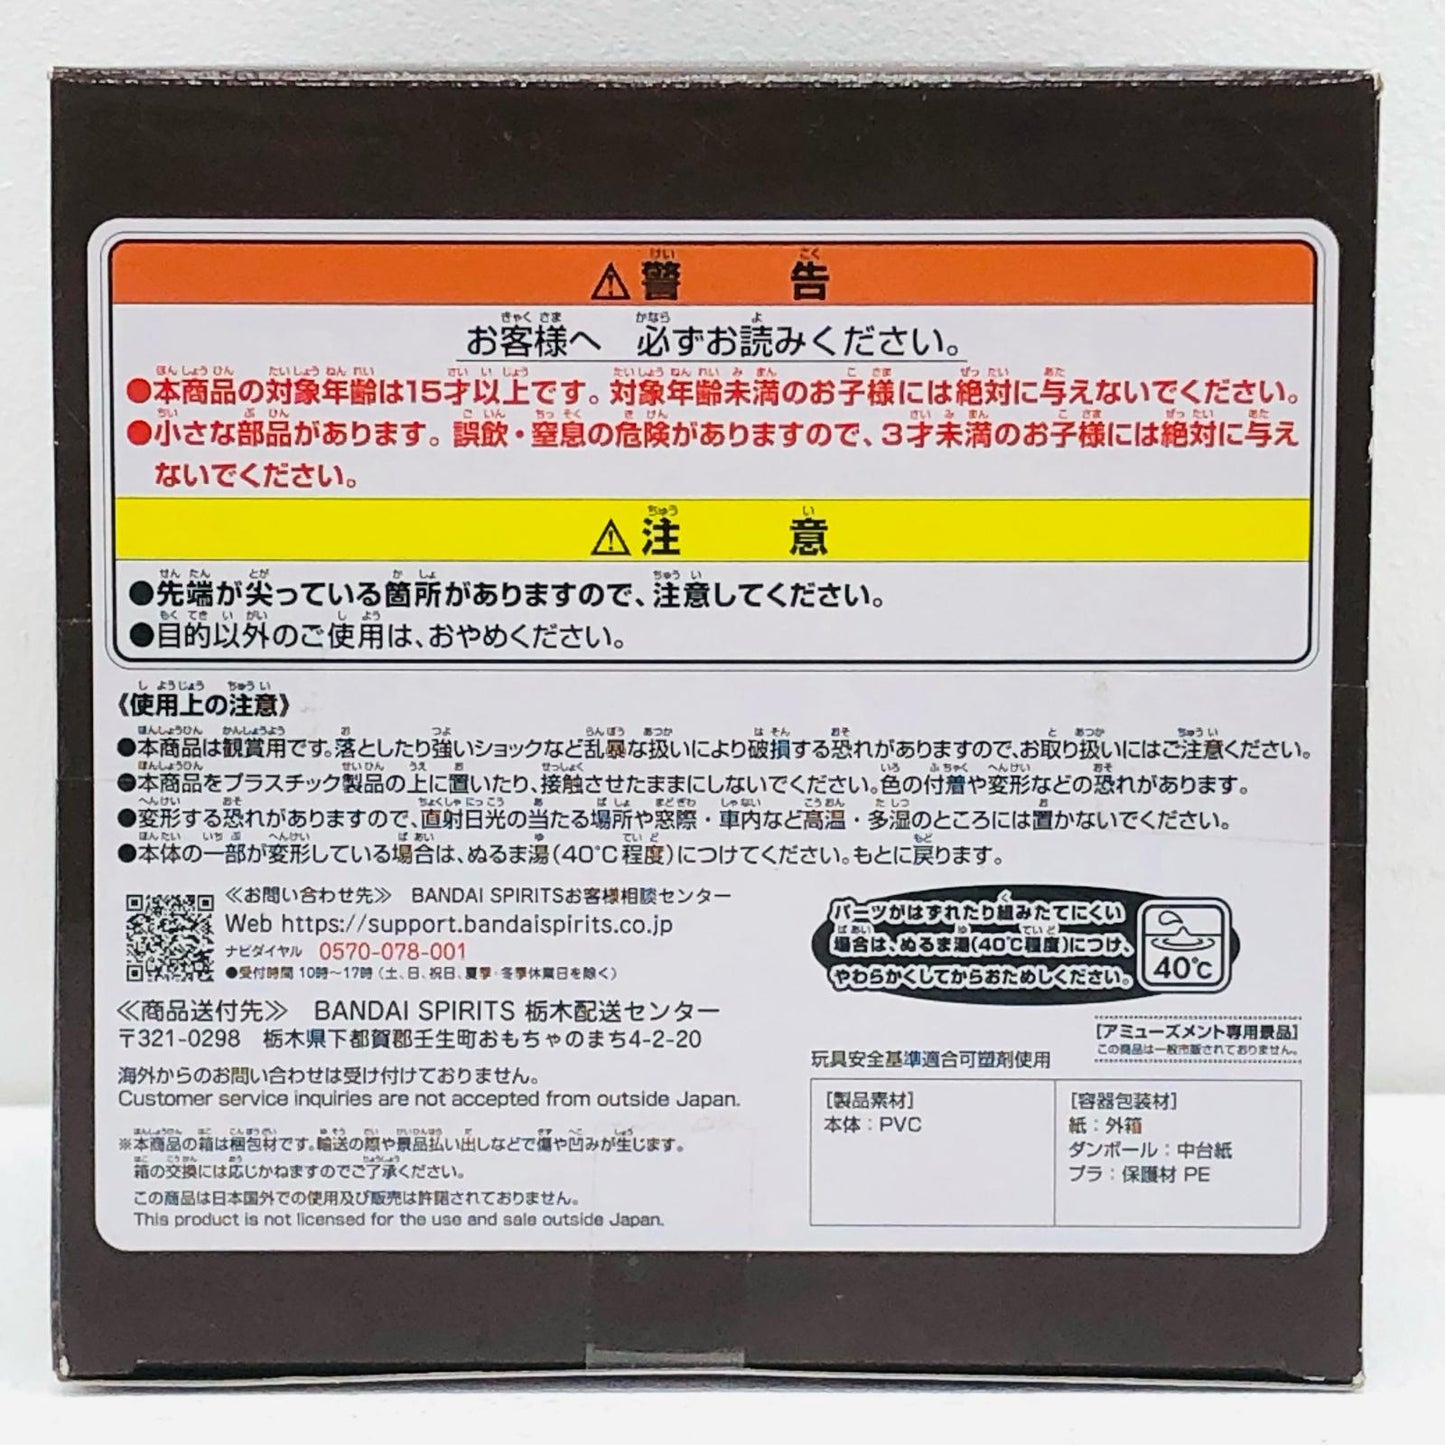 ⚠警告
お客様へ 必ずお読みください。
●本商品の対象年齢は15才以上です。対象年齢未満のお子様には絶対に与えないでください。
●小さな部品があります。誤飲・窒息の危険がありますので、3才未満のお子様には絶対に与え
ないでください。
⚠注意
●先端が尖っている箇所がありますので、注意してください。
●目的以外のご使用は、おやめください。
《使用上の注意》
●本商品は観賞用です。落としたり強いショックなど乱暴な扱いにより破損する恐れがありますので、お取り扱いにはご注意ください。
●本商品をプラスチック製品の上に置いたり、接触させたままにしないでください。色の付着や変形などの恐れがあります。
●変形する恐れがありますので、直射日光の当たる場所や窓際・車内など高温・多湿のところには置かないでください。
●本体の一部が変形している場合は、ぬるま湯(40℃程度)につけてください。もとに戻ります。
≪お問い合わせ先≫ BANDAI SPIRITSお客様相談センター
Web https://support.bandaispirits.co.jp
ナビダイヤル 0570-078-001
●受付時間 10時〜17時(土、日、祝日、夏季・冬季休業日を除く)
≪商品送付先≫ BANDAI SPIRITS 栃木配送センター
〒321-0298 栃木県下都賀郡壬生町おもちゃのまち4-2-20
海外からのお問い合わせは受け付けておりません。
Customer service inquiries are not accepted from outside Japan.
※本商品の箱は梱包材です。輸送の際や景品払い出しなどで傷や凹みが生じます。
箱の交換には応じかねますのでご了承ください。
この商品は日本国外での使用及び販売は許諾されておりません。
This product is not licensed for the use and sale outside Japan.
パーツがはずれたり組みたてにくい
場合は、ぬるま湯(40℃程度)につけ、
やわらかくしてからおためしください。
40℃
[アミューズメント専用景品]
この商品は一般市販されておりません。
玩具安全基準適合可塑剤使用
[製品素材]
本体：PVC
[容器包装材]
紙：外箱
ダンボール：中台紙
プラ：保護材 PE